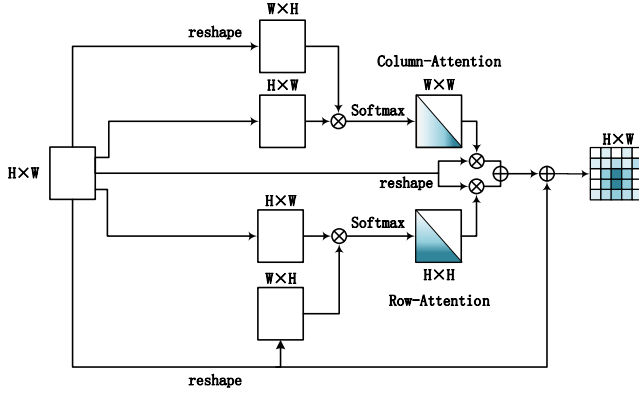 W×H
reshape
H×W
Column-Attention
W×W
Softmax
H×W
H×W
reshape
H×W
Softmax
W×H
H×H
Row-Attention
reshape